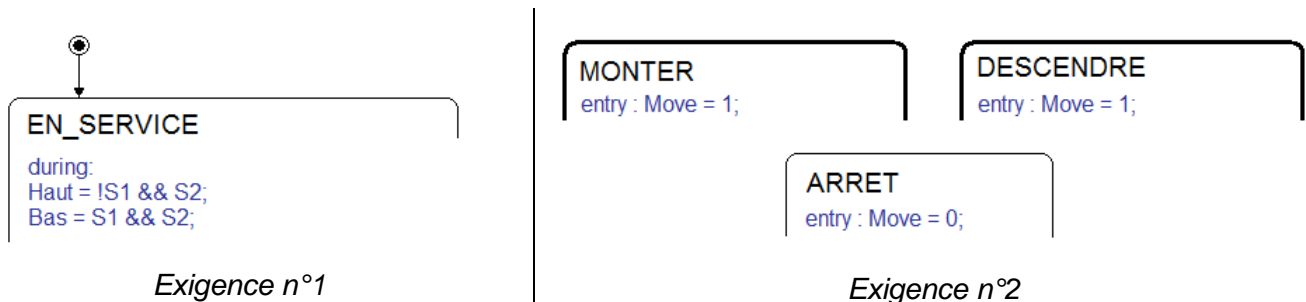 EN_SERVICE
during:
Haut = !S1 && S2;
Bas = S1 && S2;
Exigence n°1
MONTER
entry : Move = 1;
DESCENDRE
entry : Move = 1;
ARRET
entry : Move = 0;
Exigence n°2